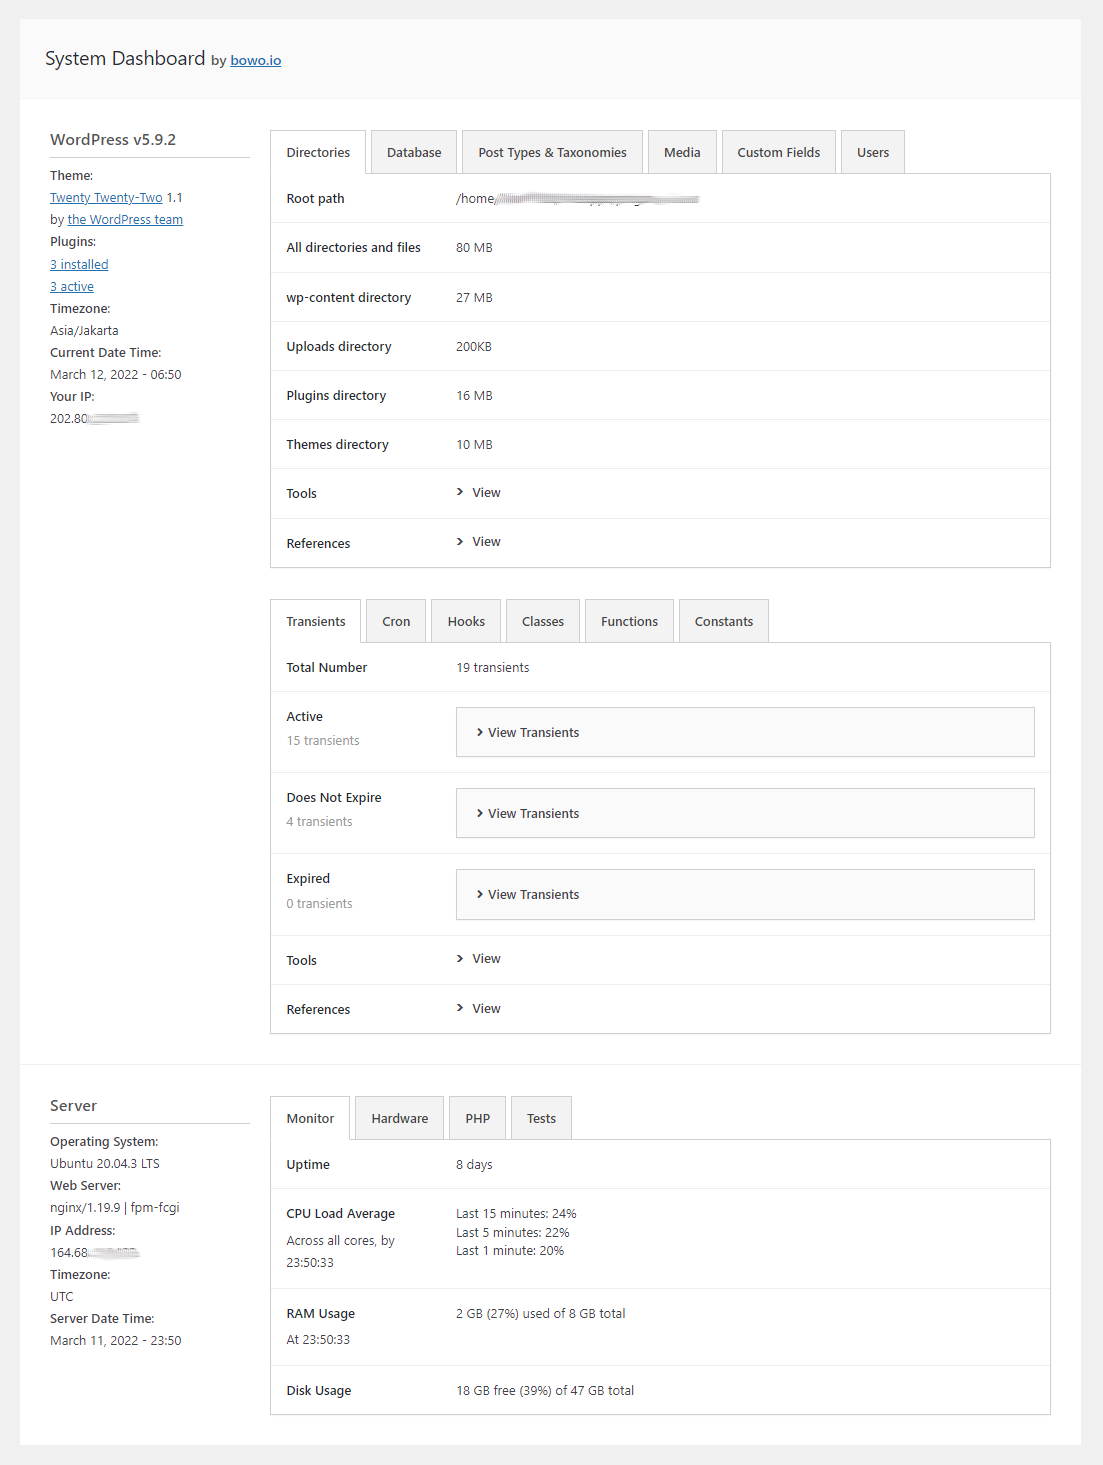 System Dashboard by bowo.io
WordPress v5.9.2
Theme:
Twenty Twenty-Two 1.1
by the WordPress team
Plugins:
3 installed
3 active
Timezone:
Asia/Jakarta
Current Date Time:
March 12, 2022 - 06:50
Your IP:
202.80
Directories Database Post Types & Taxonomies Media Custom Fields Users
Root path /home/
All directories and files 80 MB
wp-content directory 27 MB
Uploads directory 200KB
Plugins directory 16 MB
Themes directory 10 MB
Tools View
References View
Transients Cron Hooks Classes Functions Constants
Total Number 19 transients
Active
15 transients
View Transients
Does Not Expire
4 transients
View Transients
Expired
0 transients
View Transients
Tools View
References View
Server
Operating System:
Ubuntu 20.04.3 LTS
Web Server:
nginx/1.19.9 | fpm-fcgi
IP Address:
164.68
Timezone:
UTC
Server Date Time:
March 11, 2022 - 23:50
Monitor Hardware PHP Tests
Uptime 8 days
CPU Load Average
Across all cores, by
23:50:33
Last 15 minutes: 24%
Last 5 minutes: 22%
Last 1 minute: 20%
RAM Usage
At 23:50:33
2 GB (27%) used of 8 GB total
Disk Usage 18 GB free (39%) of 47 GB total